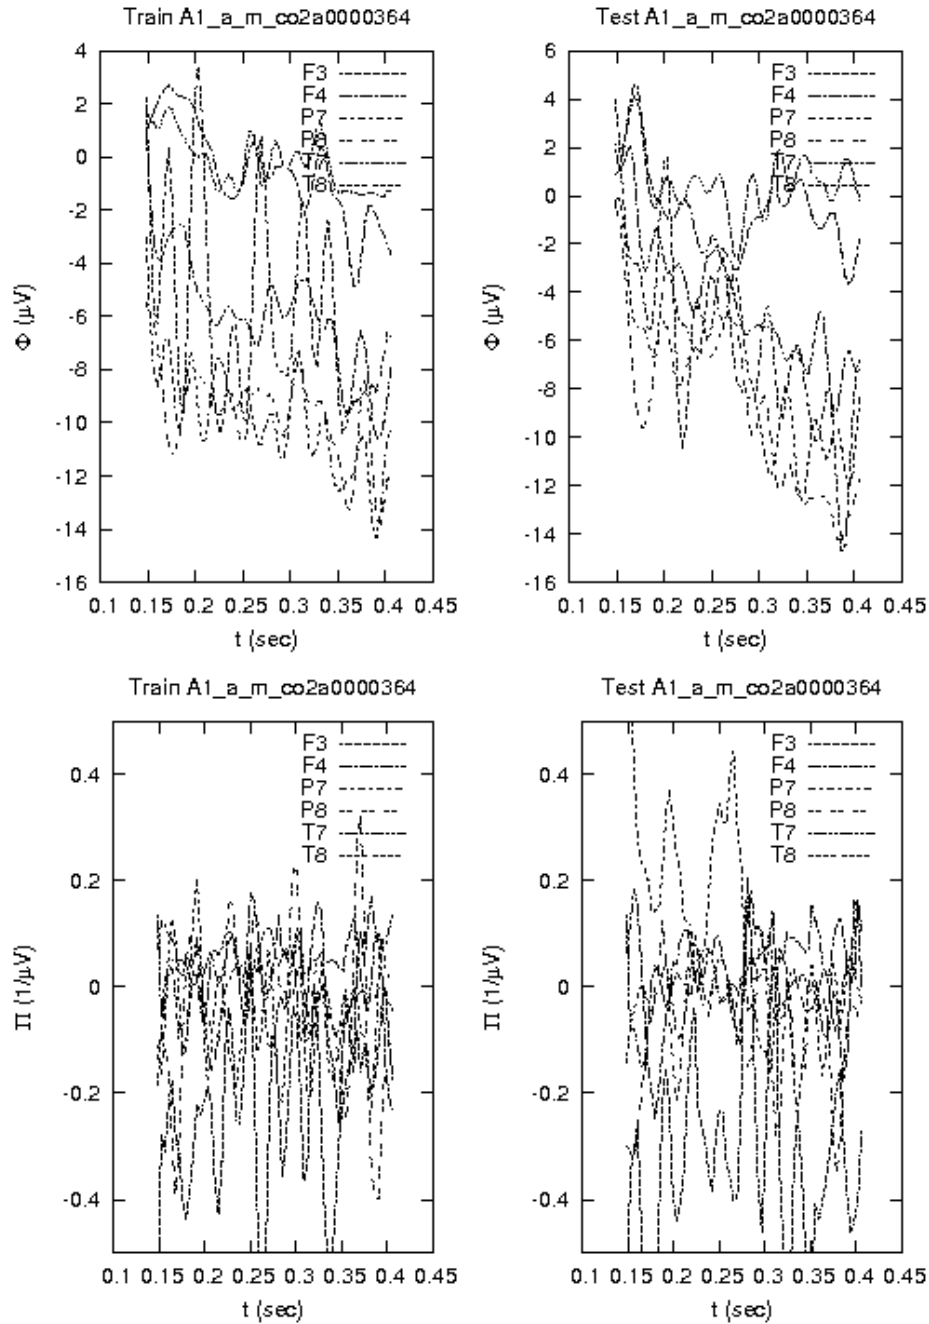 Train A1_a_m_co2a0000364
4
2
0
-2
-4
-6
-8
-10
-12
-14
-16
Φ (μV)
F3
F4
P7
P8
T7
T8
0.1 0.15 0.2 0.25 0.3 0.35 0.4 0.45
t (sec)
Test A1_a_m_co2a0000364
6
4
2
0
-2
-4
-6
-8
-10
-12
-14
-16
Φ (μV)
F3
F4
P7
P8
T7
T8
0.1 0.15 0.2 0.25 0.3 0.35 0.4 0.45
t (sec)
Train A1_a_m_co2a0000364
0.4
0.2
0
-0.2
-0.4
Π (1/μV)
F3
F4
P7
P8
T7
T8
0.1 0.15 0.2 0.25 0.3 0.35 0.4 0.45
t (sec)
Test A1_a_m_co2a0000364
0.4
0.2
0
-0.2
-0.4
Π (1/μV)
F3
F4
P7
P8
T7
T8
0.1 0.15 0.2 0.25 0.3 0.35 0.4 0.45
t (sec)